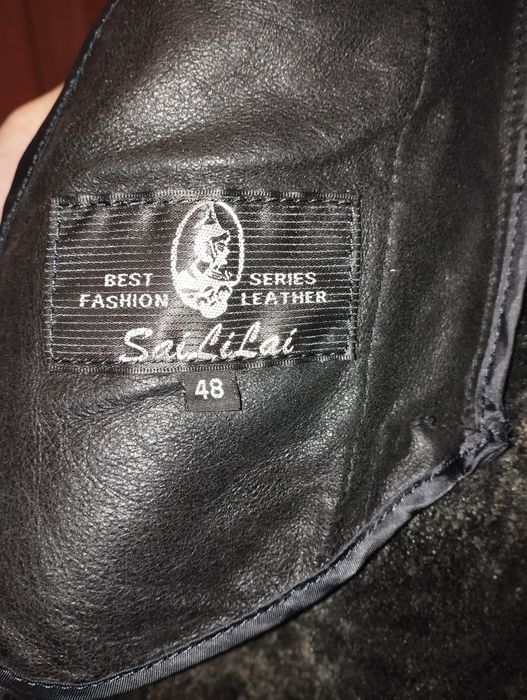 BEST SERIES
FASHION LEATHER
SaiLiLai
48